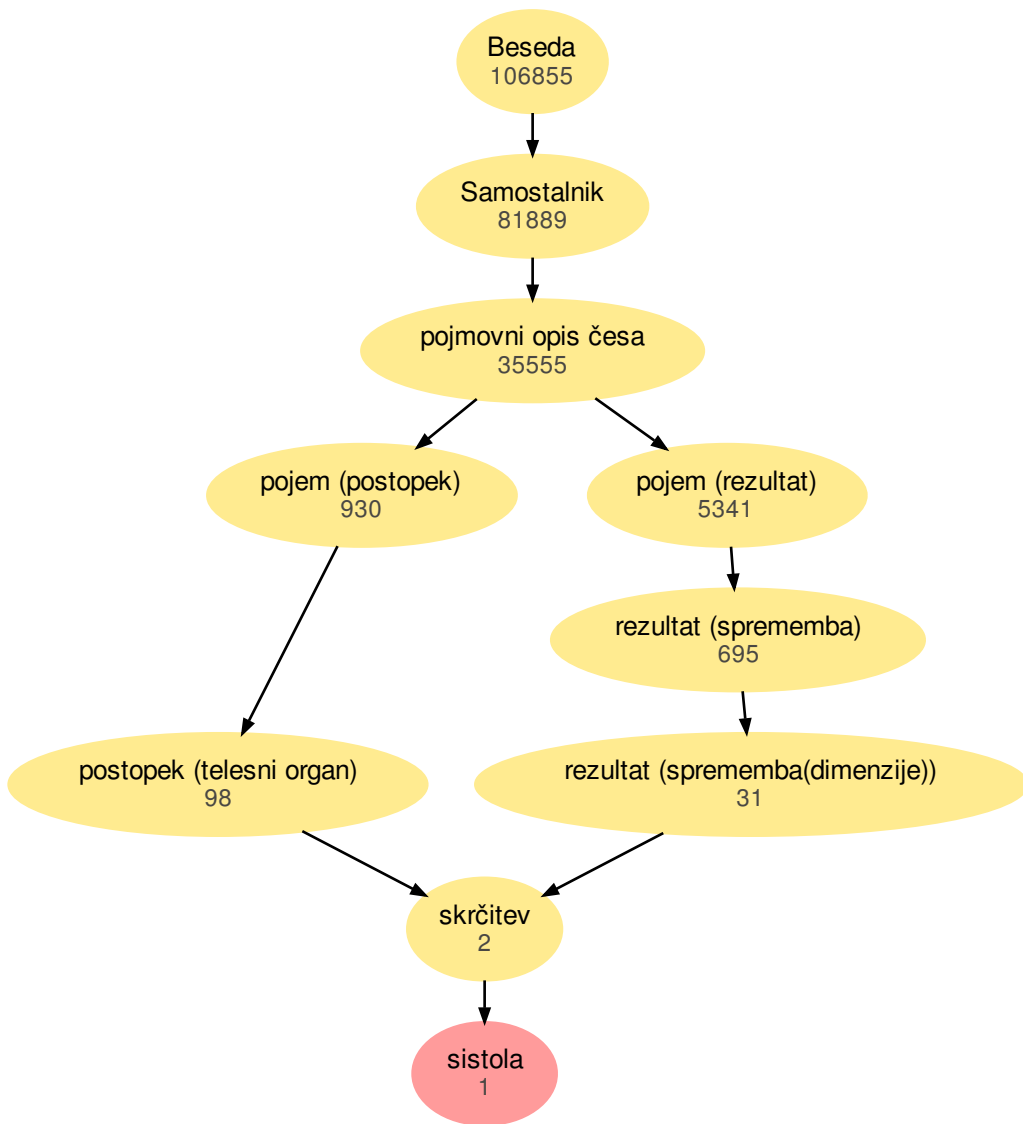 Beseda
106855
Samostalnik
81889
pojmovni opis česa
35555
pojem (postopek)
930
pojem (rezultat)
5341
rezultat (sprememba)
695
postopek (telesni organ)
98
rezultat (sprememba(dimenzije))
31
skrčitev
2
sistola
1